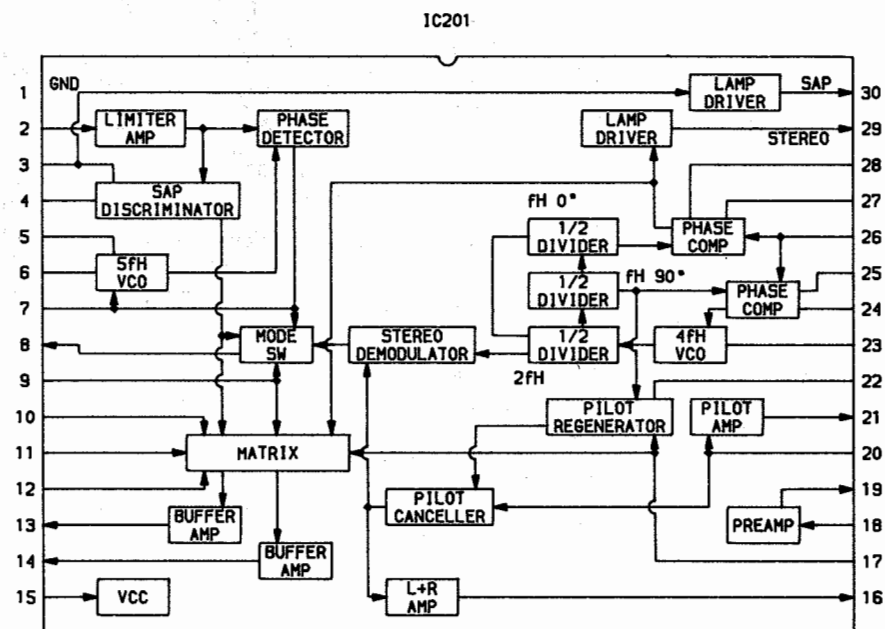 IC201
1 GND LAMP DRIVER SAP 30
2 LIMITER AMP PHASE DETECTOR LAMP DRIVER 29
STEREO
3 28
4 SAP DISCRIMINATOR fH 0° 27
5 1/2 DIVIDER PHASE COMP 26
6 5fH VCO 1/2 DIVIDER fH 90° PHASE COMP 25
7 24
8 MODE SW STEREO DEMODULATOR 1/2 DIVIDER 4fH VCO 23
9 2fH 22
10 PILOT REGENERATOR PILOT AMP 21
11 MATRIX 20
12 PILOT CANCELLER 19
13 BUFFER AMP PREAMP 18
14 BUFFER AMP 17
15 VCC L+R AMP 16